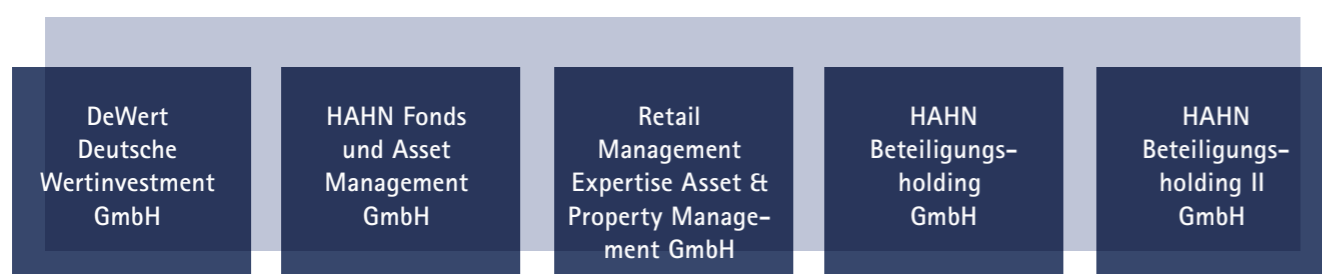 DeWert
Deutsche
Wertinvestment
GmbH
HAHN Fonds
und Asset
Management
GmbH
Retail
Management
Expertise Asset &
Property Manage-
ment GmbH
HAHN
Beteiligungs-
holding
GmbH
HAHN
Beteiligungs-
holding II
GmbH